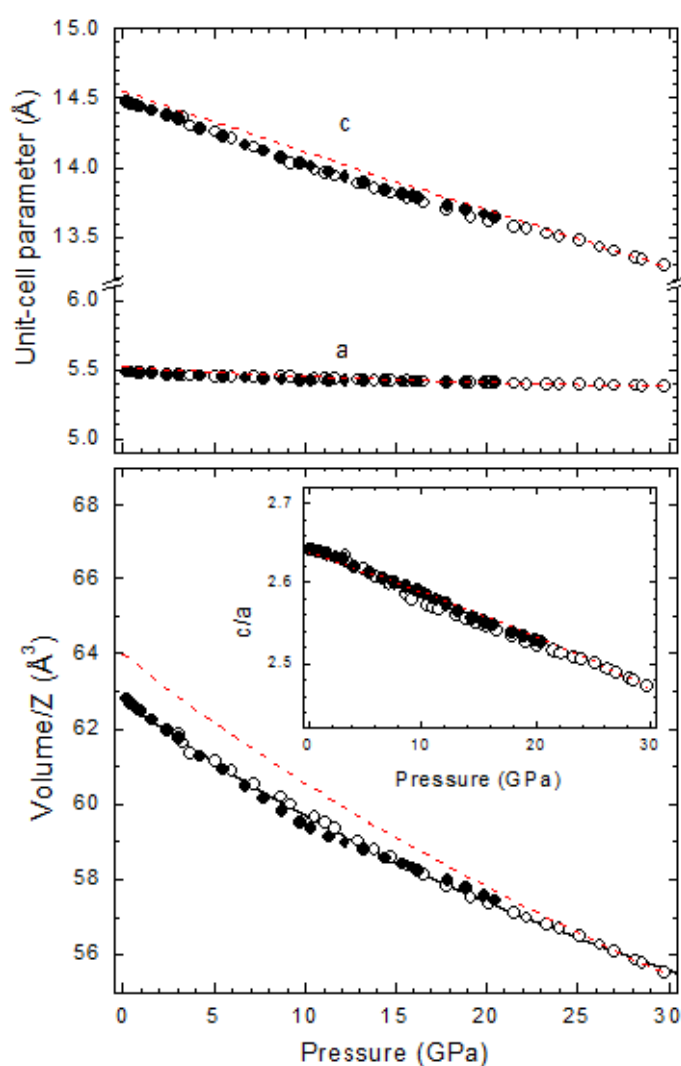 15.0
14.5
14.0
13.5
6.0
5.5
5.0
Unit-cell parameter (Å)
c
a
68
66
64
62
60
58
56
Volume/Z (Å³)
2.7
2.6
2.5
c/a
0 10 20 30
Pressure (GPa)
0 5 10 15 20 25 30
Pressure (GPa)